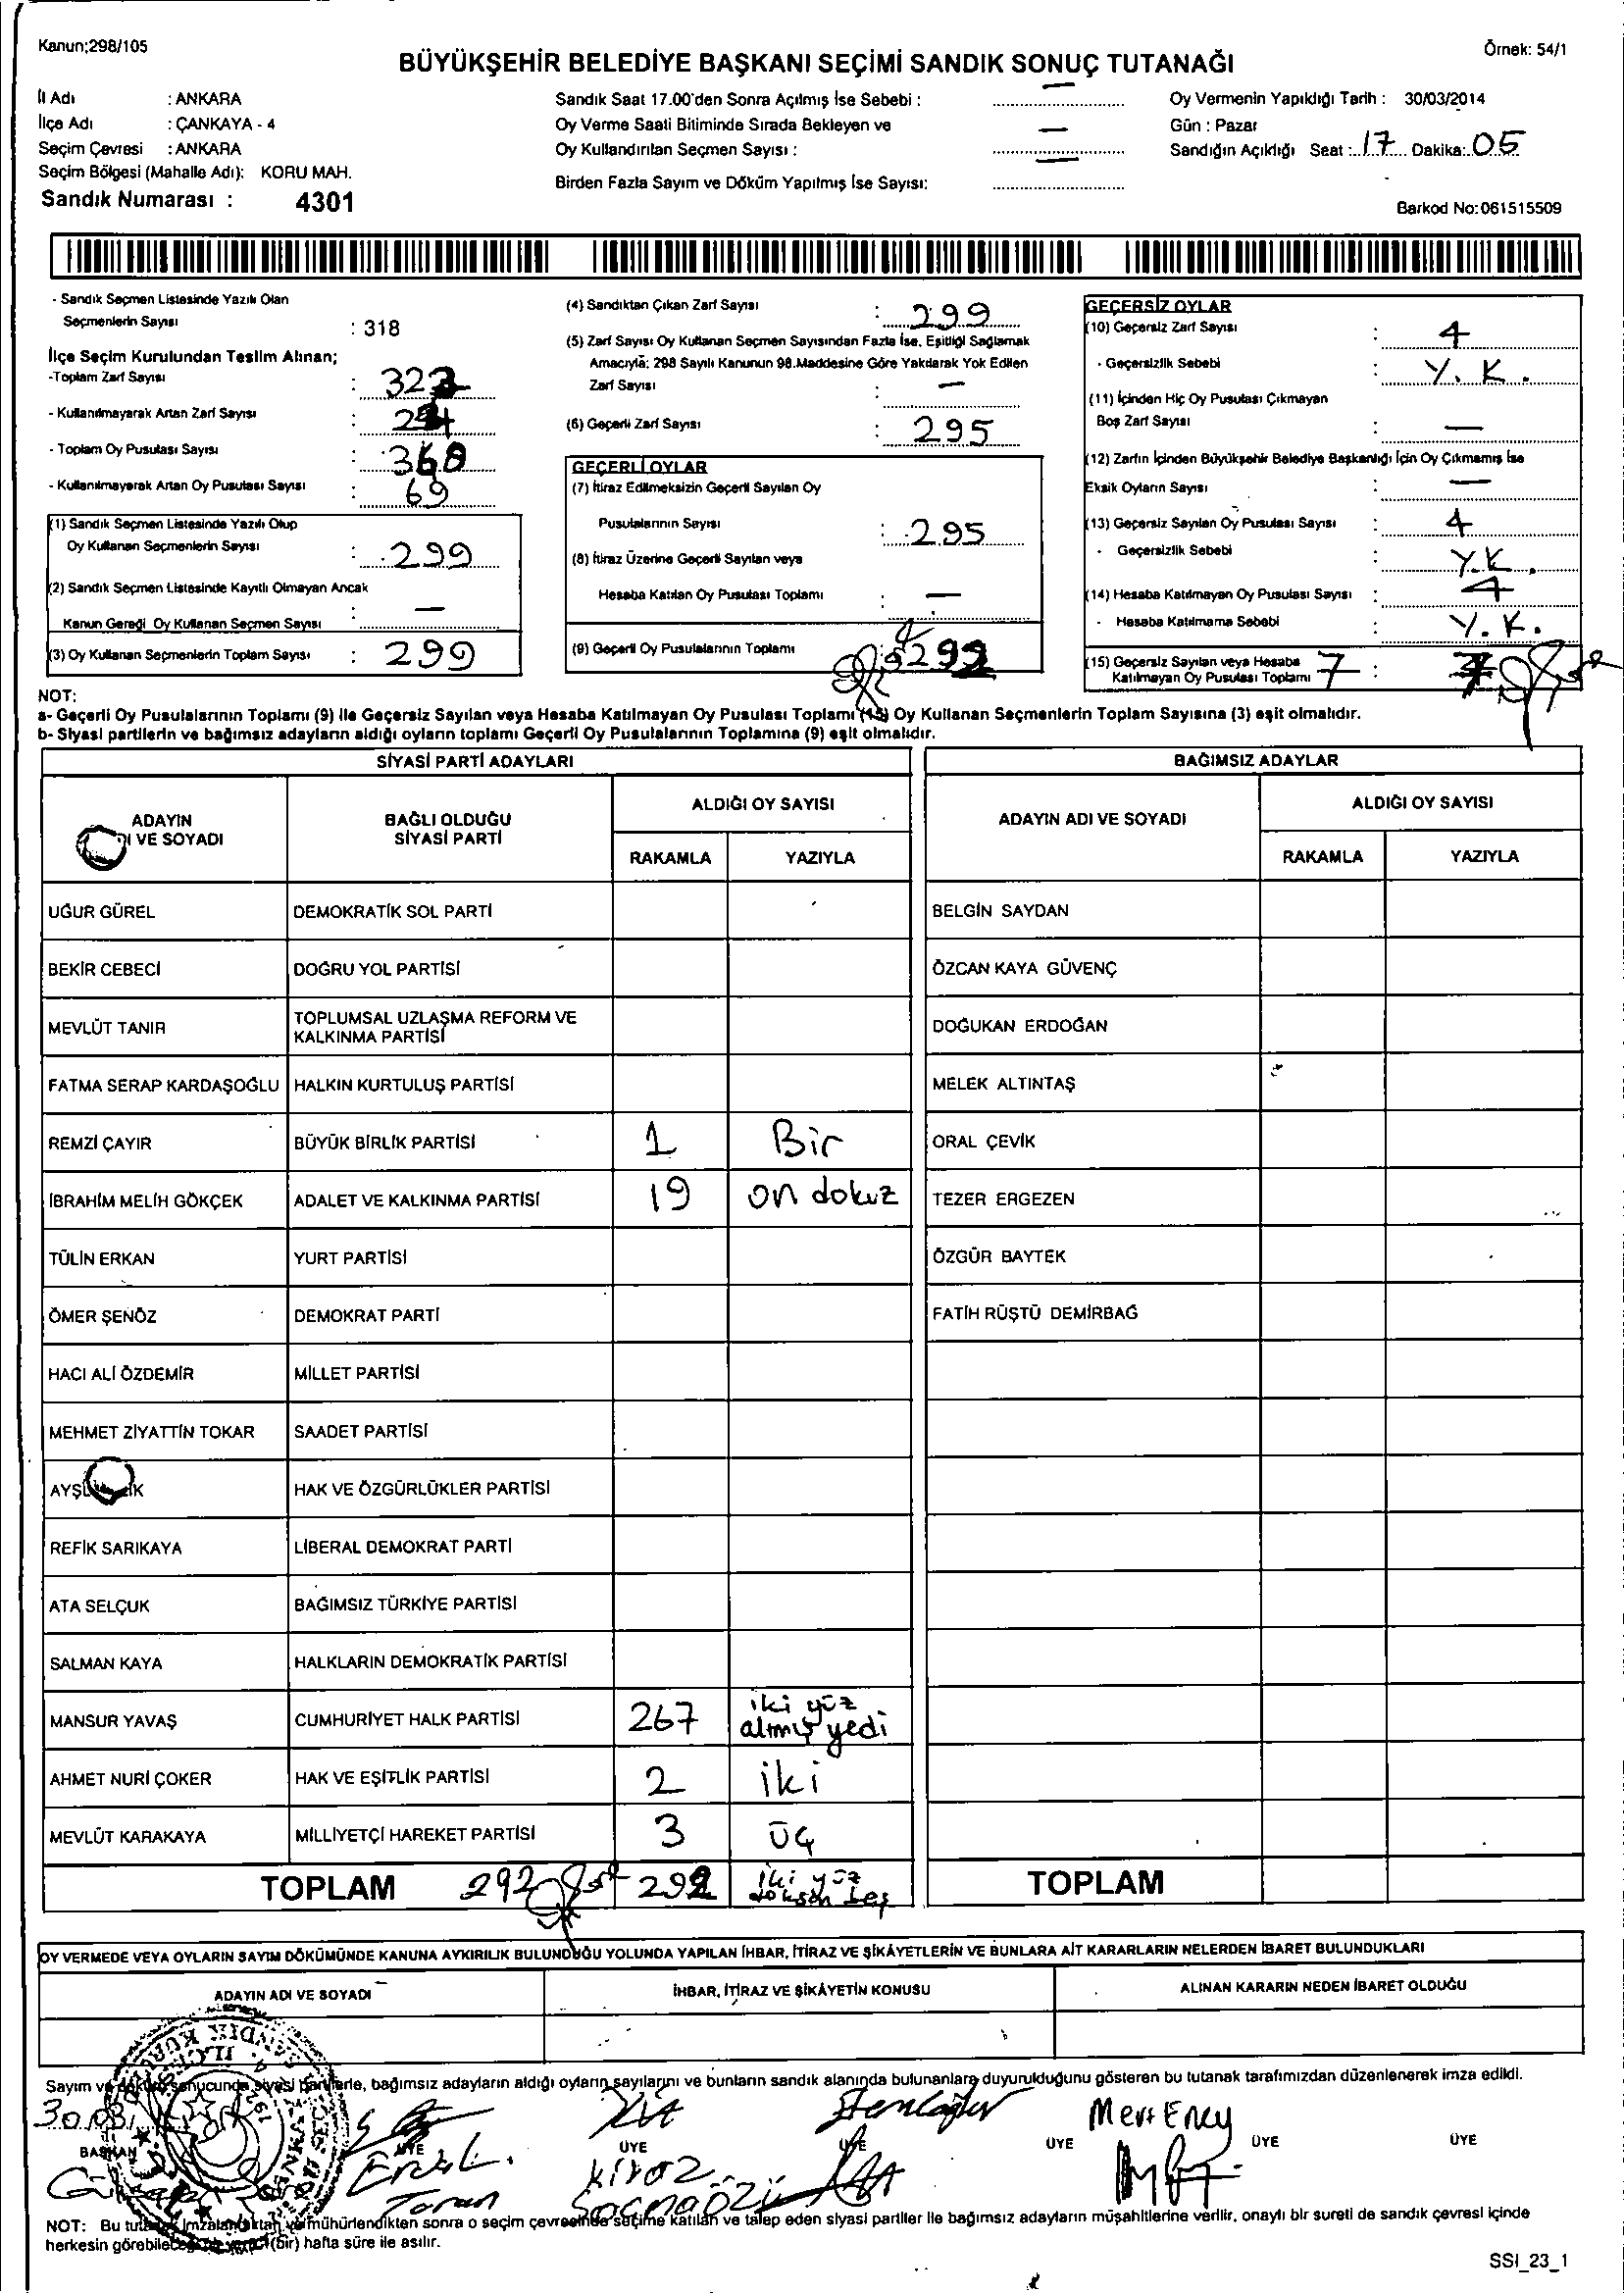 Kanun;298/105
Örnek: 54/1
BÜYÜKŞEHİR BELEDİYE BAŞKANI SEÇİMİ SANDIK SONUÇ TUTANAĞI
İl Adı : ANKARA
İlçe Adı : ÇANKAYA - 4
Seçim Çevresi : ANKARA
Seçim Bölgesi (Mahalle Adı): KORU MAH.
Sandık Numarası : 4301
Sandık Saat 17.00'den Sonra Açılmış İse Sebebi : —
Oy Verme Saati Bitiminde Sırada Bekleyen ve
Oy Kullandırılan Seçmen Sayısı : —
Birden Fazla Sayım ve Döküm Yapılmış İse Sayısı: —
Oy Vermenin Yapıldığı Tarih : 30/03/2014
Gün : Pazar
Sandığın Açıldığı Saat : 17 Dakika: 05
Barkod No:061515509
- Sandık Seçmen Listesinde Yazılı Olan
Seçmenlerin Sayısı : 318
İlçe Seçim Kurulundan Teslim Alınan;
-Toplam Zarf Sayısı :
- Kullanılmayarak Artan Zarf Sayısı :
- Toplam Oy Pusulası Sayısı : 368
- Kullanılmayarak Artan Oy Pusulası Sayısı : 69
(1) Sandık Seçmen Listesinde Yazılı Olup
Oy Kullanan Seçmenlerin Sayısı : 299
(2) Sandık Seçmen Listesinde Kayıtlı Olmayan Ancak
Kanun Gereği Oy Kullanan Seçmen Sayısı : —
(3) Oy Kullanan Seçmenlerin Toplam Sayısı : 299
(4) Sandıktan Çıkan Zarf Sayısı : 299
(5) Zarf Sayısı Oy Kullanan Seçmen Sayısından Fazla İse, Eşitliği Sağlamak
Amacıyla; 298 Sayılı Kanunun 98.Maddesine Göre Yakılarak Yok Edilen
Zarf Sayısı : —
(6) Geçerli Zarf Sayısı : 295
GEÇERLİ OYLAR
(7) İtiraz Edilmeksizin Geçerli Sayılan Oy
Pusulalarının Sayısı : 295
(8) İtiraz Üzerine Geçerli Sayılan veya
Hesaba Katılan Oy Pusulası Toplamı : —
(9) Geçerli Oy Pusulalarının Toplamı : 292
GEÇERSİZ OYLAR
(10) Geçersiz Zarf Sayısı : 4
- Geçersizlik Sebebi : Y. K.
(11) İçinden Hiç Oy Pusulası Çıkmayan
Boş Zarf Sayısı : —
(12) Zarfın İçinden Büyükşehir Belediye Başkanlığı İçin Oy Çıkmamış İse
Eksik Oyların Sayısı : —
(13) Geçersiz Sayılan Oy Pusulası Sayısı : 4
- Geçersizlik Sebebi : Y.K.
(14) Hesaba Katılmayan Oy Pusulası Sayısı : 4
- Hesaba Katılmama Sebebi : Y. K.
(15) Geçersiz Sayılan veya Hesaba
Katılmayan Oy Pusulası Toplamı 7 : 7
NOT:
a- Geçerli Oy Pusulalarının Toplamı (9) ile Geçersiz Sayılan veya Hesaba Katılmayan Oy Pusulası Toplamı (15) Oy Kullanan Seçmenlerin Toplam Sayısına (3) eşit olmalıdır.
b- Siyasi partilerin ve bağımsız adayların aldığı oyların toplamı Geçerli Oy Pusulalarının Toplamına (9) eşit olmalıdır.
SİYASİ PARTİ ADAYLARI
ADAYIN
VE SOYADI
BAĞLI OLDUĞU
SİYASİ PARTİ
ALDIĞI OY SAYISI
RAKAMLA YAZIYLA
UĞUR GÜREL DEMOKRATİK SOL PARTİ
BEKİR CEBECİ DOĞRU YOL PARTİSİ
MEVLÜT TANIR TOPLUMSAL UZLAŞMA REFORM VE
KALKINMA PARTİSİ
FATMA SERAP KARDAŞOĞLU HALKIN KURTULUŞ PARTİSİ
REMZİ ÇAYIR BÜYÜK BİRLİK PARTİSİ 1 Bir
İBRAHİM MELİH GÖKÇEK ADALET VE KALKINMA PARTİSİ 19 on dokuz
TÜLİN ERKAN YURT PARTİSİ
ÖMER ŞENÖZ DEMOKRAT PARTİ
HACI ALİ ÖZDEMİR MİLLET PARTİSİ
MEHMET ZİYATTİN TOKAR SAADET PARTİSİ
HAK VE ÖZGÜRLÜKLER PARTİSİ
REFİK SARIKAYA LİBERAL DEMOKRAT PARTİ
ATA SELÇUK BAĞIMSIZ TÜRKİYE PARTİSİ
SALMAN KAYA HALKLARIN DEMOKRATİK PARTİSİ
MANSUR YAVAŞ CUMHURİYET HALK PARTİSİ 267 iki yüz
altmış yedi
AHMET NURİ ÇOKER HAK VE EŞİTLİK PARTİSİ 2 iki
MEVLÜT KARAKAYA MİLLİYETÇİ HAREKET PARTİSİ 3 üç
TOPLAM 292 292 iki yüz
doksan beş
BAĞIMSIZ ADAYLAR
ADAYIN ADI VE SOYADI
ALDIĞI OY SAYISI
RAKAMLA YAZIYLA
BELGİN SAYDAN
ÖZCAN KAYA GÜVENÇ
DOĞUKAN ERDOĞAN
MELEK ALTINTAŞ
ORAL ÇEVİK
TEZER ERGEZEN
ÖZGÜR BAYTEK
FATİH RÜŞTÜ DEMİRBAĞ
TOPLAM
OY VERMEDE VEYA OYLARIN SAYIM DÖKÜMÜNDE KANUNA AYKIRILIK BULUNDUĞU YOLUNDA YAPILAN İHBAR, İTİRAZ VE ŞİKÂYETLERİN VE BUNLARA AİT KARARLARIN NELERDEN İBARET BULUNDUKLARI
ADAYIN ADI VE SOYADI İHBAR, İTİRAZ VE ŞİKÂYETİN KONUSU ALINAN KARARIN NEDEN İBARET OLDUĞU
Sayım ve sonucunda siyasi partilerle, bağımsız adayların aldığı oyların sayılarını ve bunların sandık alanında bulunanlara duyurulduğunu gösteren bu tutanak tarafımızdan düzenlenerek imza edildi.
Mert
BAŞKAN ÜYE ÜYE ÜYE ÜYE ÜYE ÜYE
Kiraz
Toran
NOT: Bu tutanak imzalandıktan ve mühürlendikten sonra o seçim çevresinde seçime katılan ve talep eden siyasi partiler ile bağımsız adayların müşahitlerine verilir, onaylı bir sureti de sandık çevresi içinde
herkesin (bir) hafta süre ile asılır.
SSI_23_1